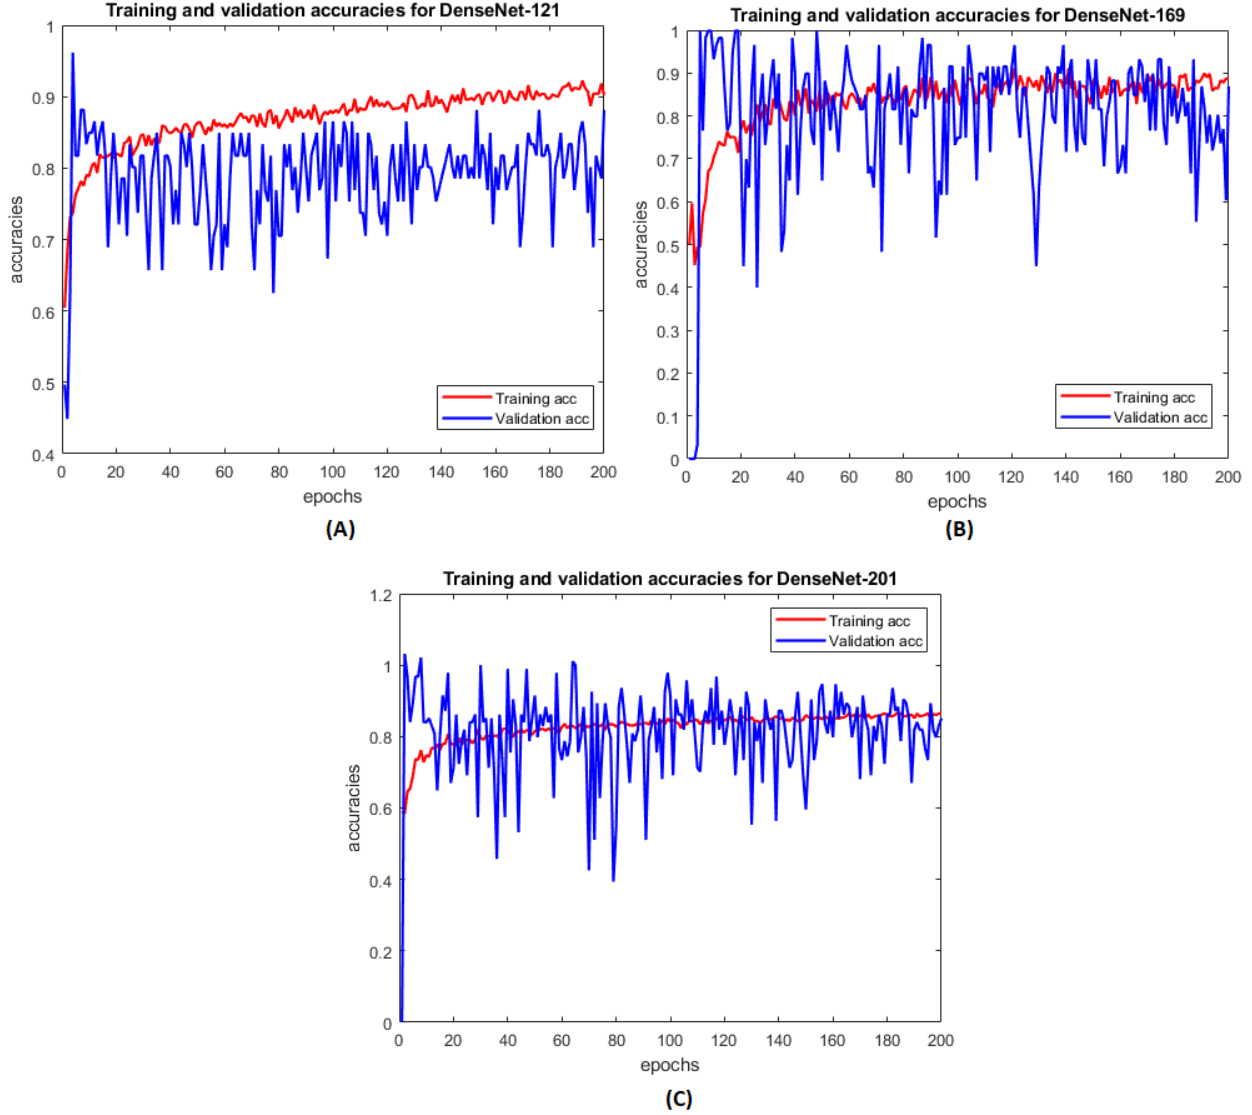 Training and validation accuracies for DenseNet-121
1
0.9
0.8
0.7
0.6
0.5
0.4
accuracies
0 20 40 60 80 100 120 140 160 180 200
epochs
Training acc
Validation acc
(A)
Training and validation accuracies for DenseNet-169
1
0.9
0.8
0.7
0.6
0.5
0.4
0.3
0.2
0.1
0
accuracies
0 20 40 60 80 100 120 140 160 180 200
epochs
Training acc
Validation acc
(B)
Training and validation accuracies for DenseNet-201
1.2
1
0.8
0.6
0.4
0.2
0
accuracies
0 20 40 60 80 100 120 140 160 180 200
epochs
Training acc
Validation acc
(C)